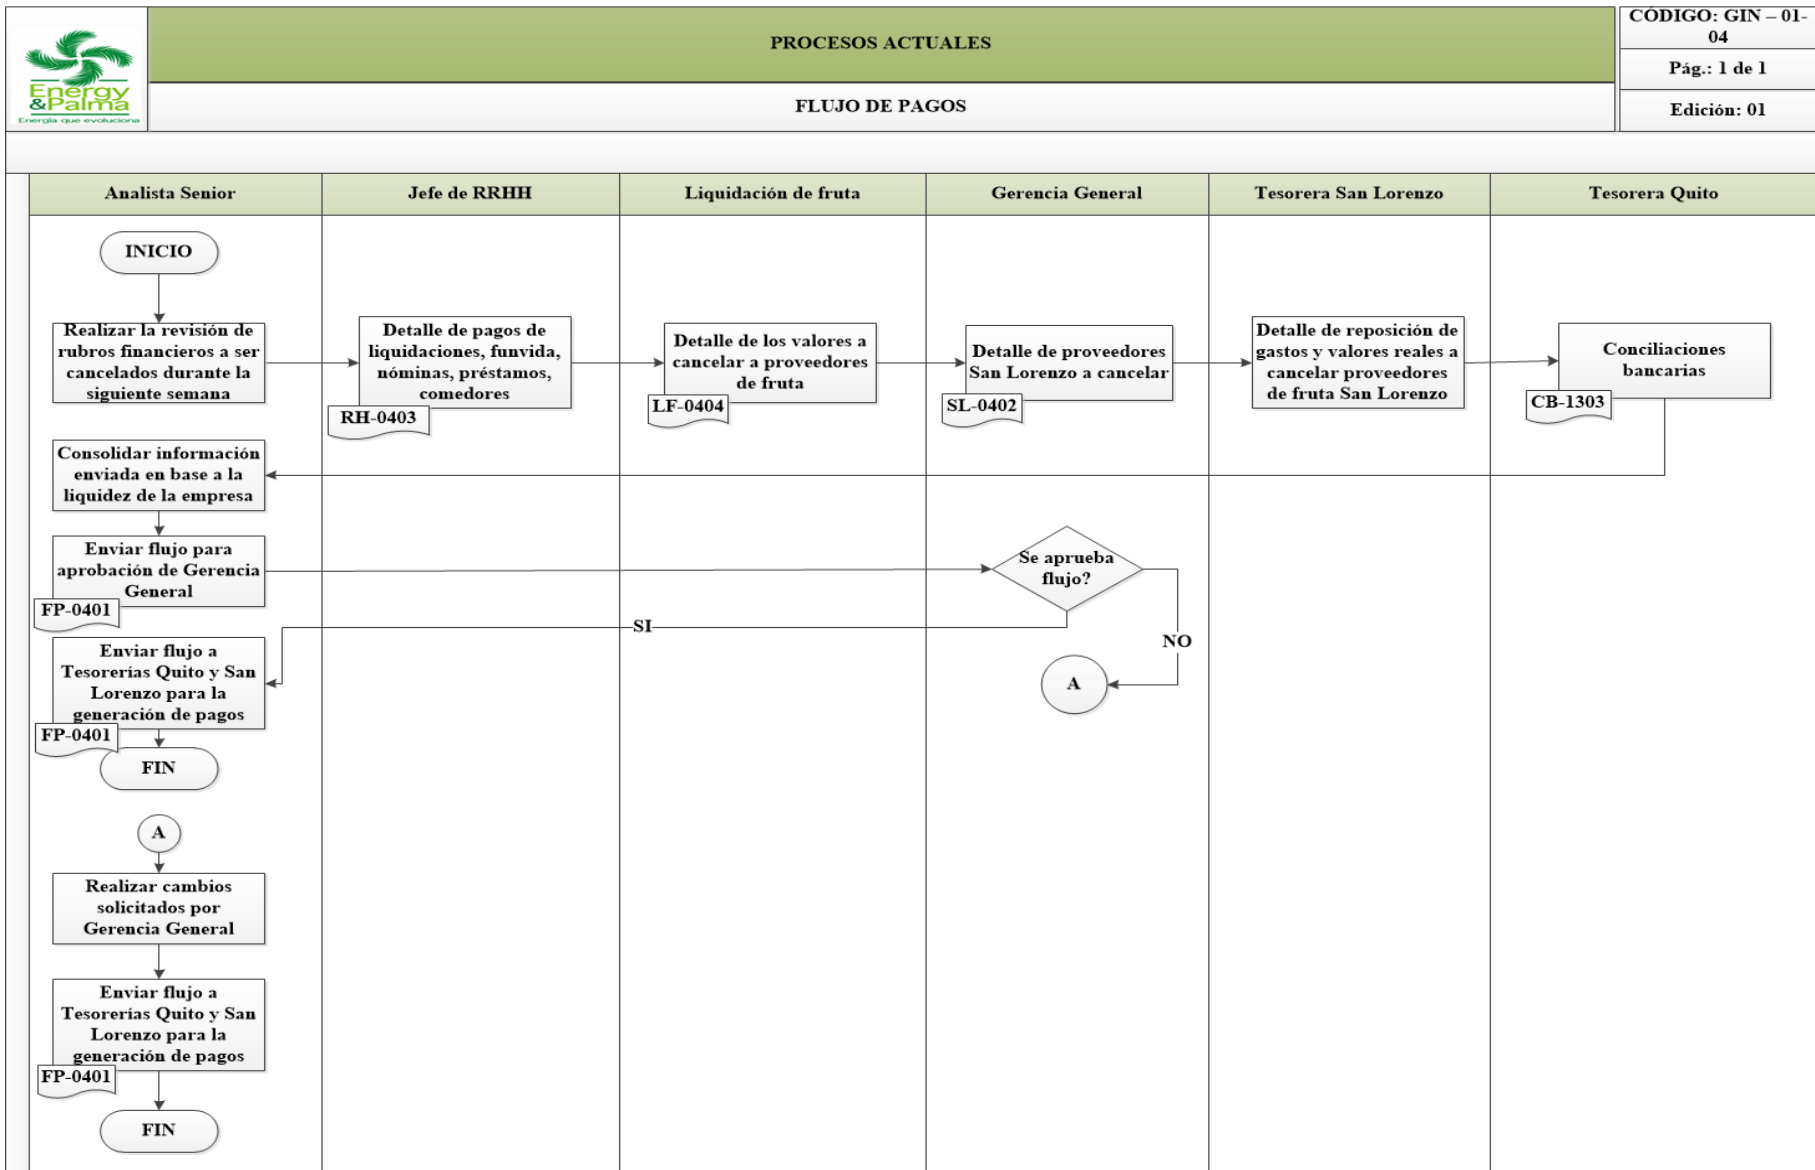 Energy
&Palma
Energía que evoluciona
PROCESOS ACTUALES
FLUJO DE PAGOS
CÓDIGO: GIN – 01-
04
Pág.: 1 de 1
Edición: 01
Analista Senior
Jefe de RRHH
Liquidación de fruta
Gerencia General
Tesorera San Lorenzo
Tesorera Quito
INICIO
Realizar la revisión de
rubros financieros a ser
cancelados durante la
siguiente semana
Detalle de pagos de
liquidaciones, funvida,
nóminas, préstamos,
comedores
RH-0403
Detalle de los valores a
cancelar a proveedores
de fruta
LF-0404
Detalle de proveedores
San Lorenzo a cancelar
SL-0402
Detalle de reposición de
gastos y valores reales a
cancelar proveedores
de fruta San Lorenzo
Conciliaciones
bancarias
CB-1303
Consolidar información
enviada en base a la
liquidez de la empresa
Enviar flujo para
aprobación de Gerencia
General
FP-0401
Se aprueba
flujo?
SI
NO
A
Enviar flujo a
Tesorerías Quito y San
Lorenzo para la
generación de pagos
FP-0401
FIN
A
Realizar cambios
solicitados por
Gerencia General
Enviar flujo a
Tesorerías Quito y San
Lorenzo para la
generación de pagos
FP-0401
FIN